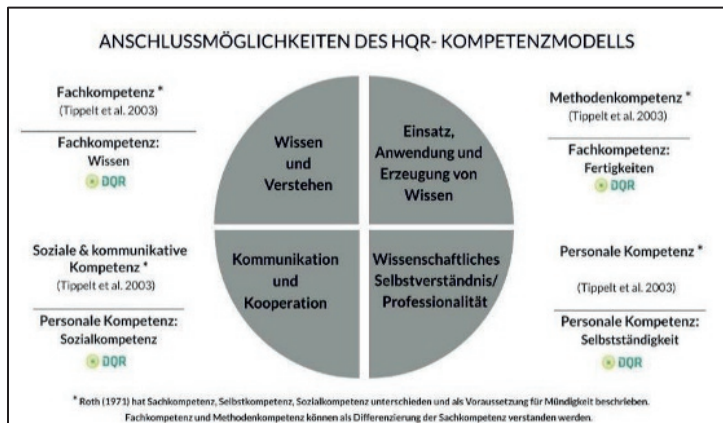 ANSCHLUSSMÖGLICHKEITEN DES HQR- KOMPETENZMODELLS
Fachkompetenz *
(Tippelt et al. 2003)
Fachkompetenz:
Wissen
DQR
Wissen
und
Verstehen
Einsatz,
Anwendung und
Erzeugung von
Wissen
Methodenkompetenz *
(Tippelt et al. 2003)
Fachkompetenz:
Fertigkeiten
DQR
Soziale & kommunikative
Kompetenz *
(Tippelt et al. 2003)
Personale Kompetenz:
Sozialkompetenz
DQR
Kommunikation
und
Kooperation
Wissenschaftliches
Selbstverständnis/
Professionalität
Personale Kompetenz *
(Tippelt et al. 2003)
Personale Kompetenz:
Selbstständigkeit
DQR
* Roth (1971) hat Sachkompetenz, Selbstkompetenz, Sozialkompetenz unterschieden und als Voraussetzung für Mündigkeit beschrieben.
Fachkompetenz und Methodenkompetenz können als Differenzierung der Sachkompetenz verstanden werden.